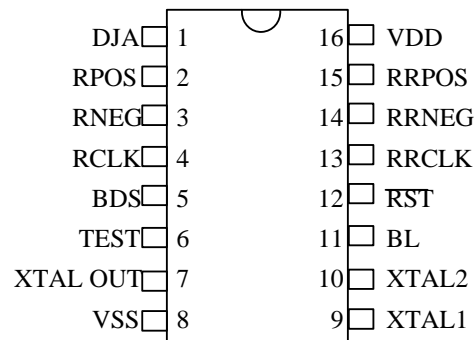 DJA 1 16 VDD
RPOS 2 15 RRPOS
RNEG 3 14 RRNEG
RCLK 4 13 RRCLK
BDS 5 12 R̅S̅T̅
TEST 6 11 BL
XTAL OUT 7 10 XTAL2
VSS 8 9 XTAL1